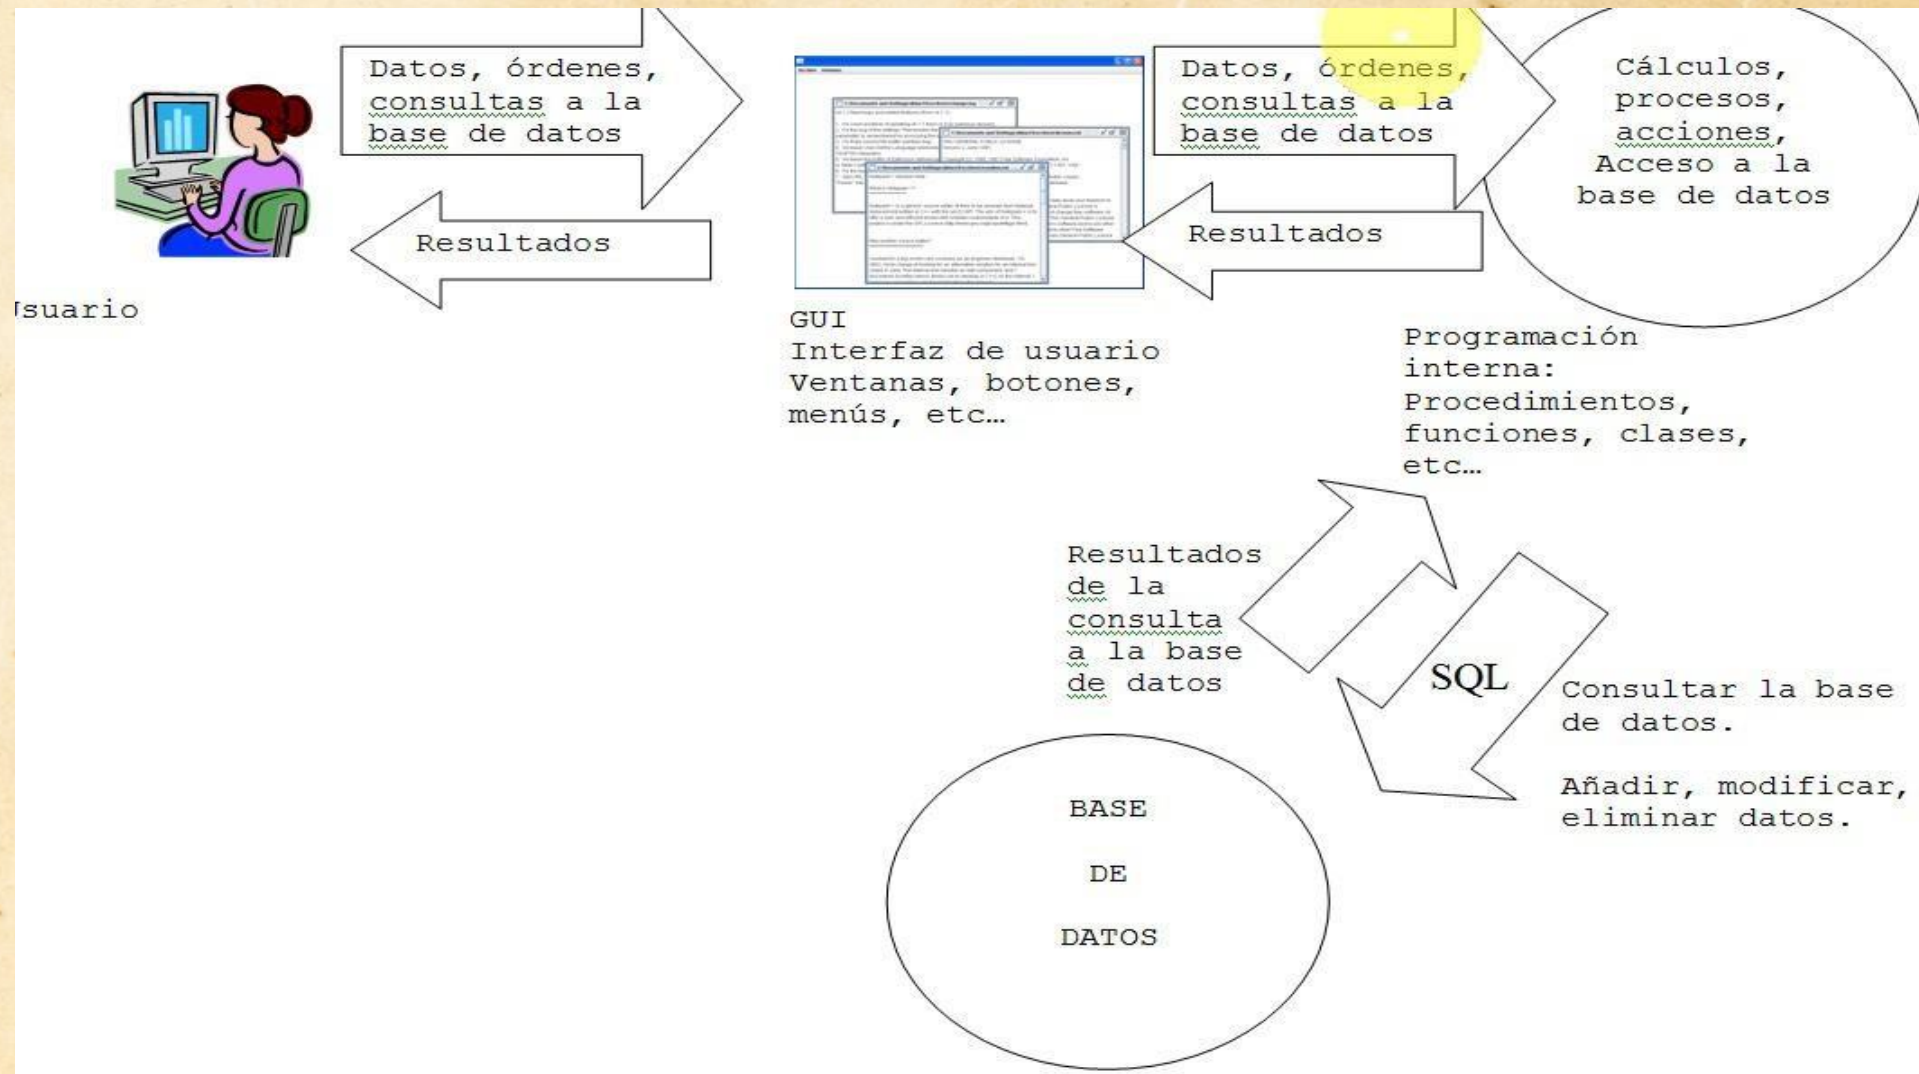 Datos, órdenes,
consultas a la
base de datos
Resultados
suario
Datos, órdenes,
consultas a la
base de datos
Resultados
GUI
Interfaz de usuario
Ventanas, botones,
menús, etc…
Cálculos,
procesos,
acciones,
Acceso a la
base de datos
Programación
interna:
Procedimientos,
funciones, clases,
etc…
Resultados
de la
consulta
a la base
de datos
SQL
Consultar la base
de datos.
Añadir, modificar,
eliminar datos.
BASE
DE
DATOS